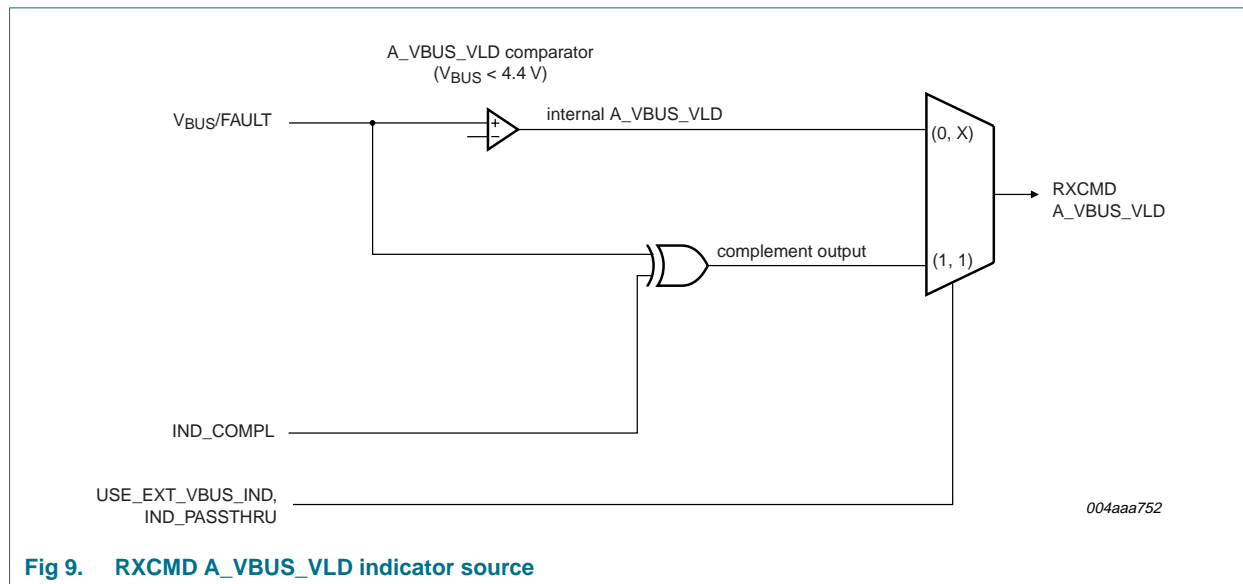 A_VBUS_VLD comparator
(VBUS < 4.4 V)
VBUS/FAULT
+
−
internal A_VBUS_VLD
(0, X)
RXCMD
A_VBUS_VLD
complement output
(1, 1)
IND_COMPL
USE_EXT_VBUS_IND,
IND_PASSTHRU
004aaa752
Fig 9. RXCMD A_VBUS_VLD indicator source